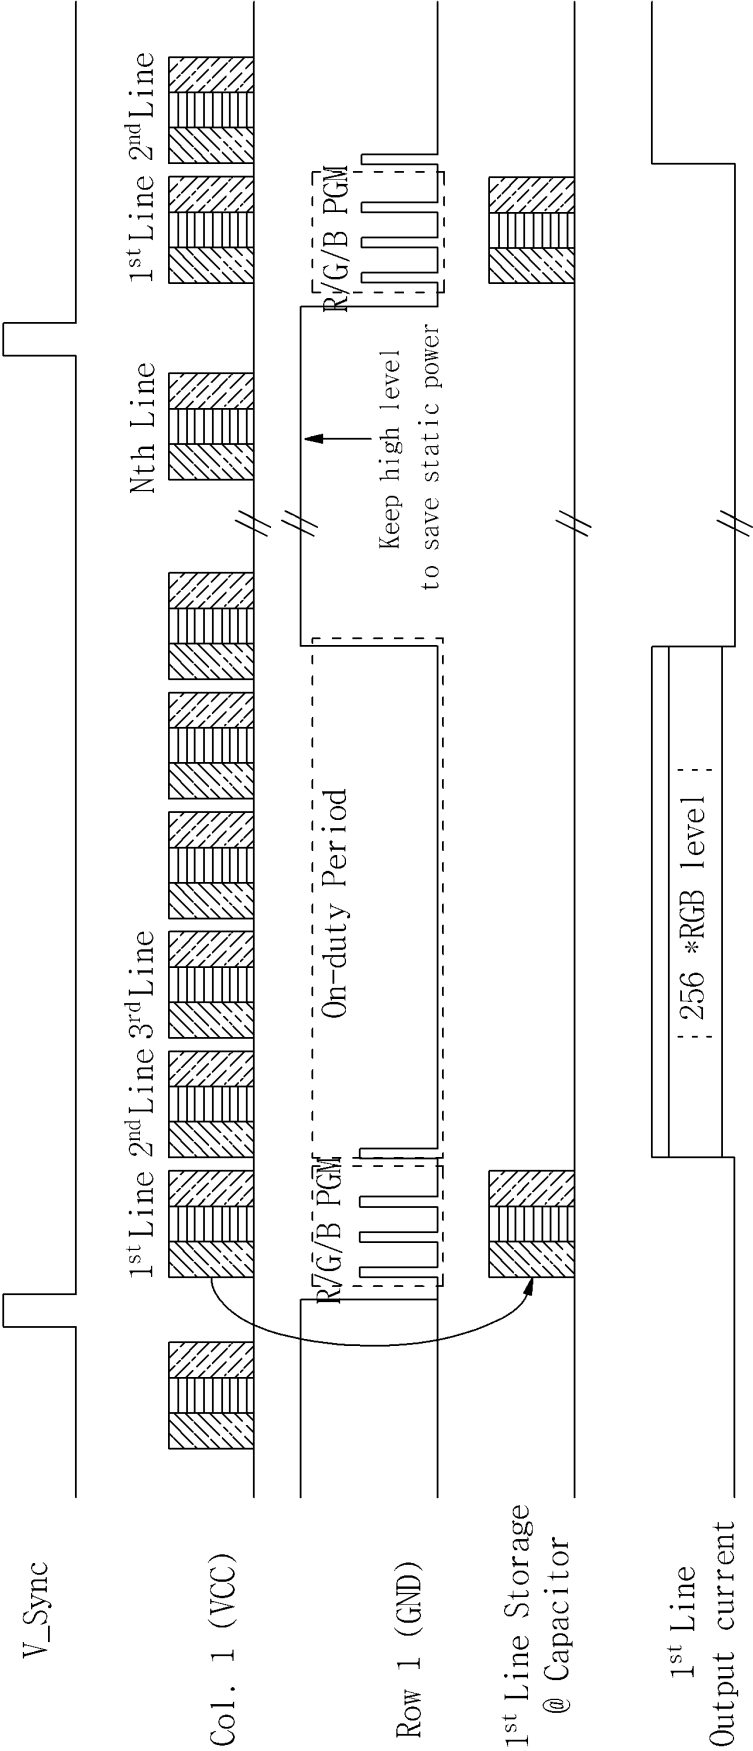 V_Sync
Col. 1 (VCC)
1st Line
2nd Line
3rd Line
Nth Line
1st Line
2nd Line
Row 1 (GND)
R/G/B PGM
On-duty Period
Keep high level
to save static power
R/G/B PGM
1st Line Storage
@ Capacitor
1st Line
Output current
256 *RGB level